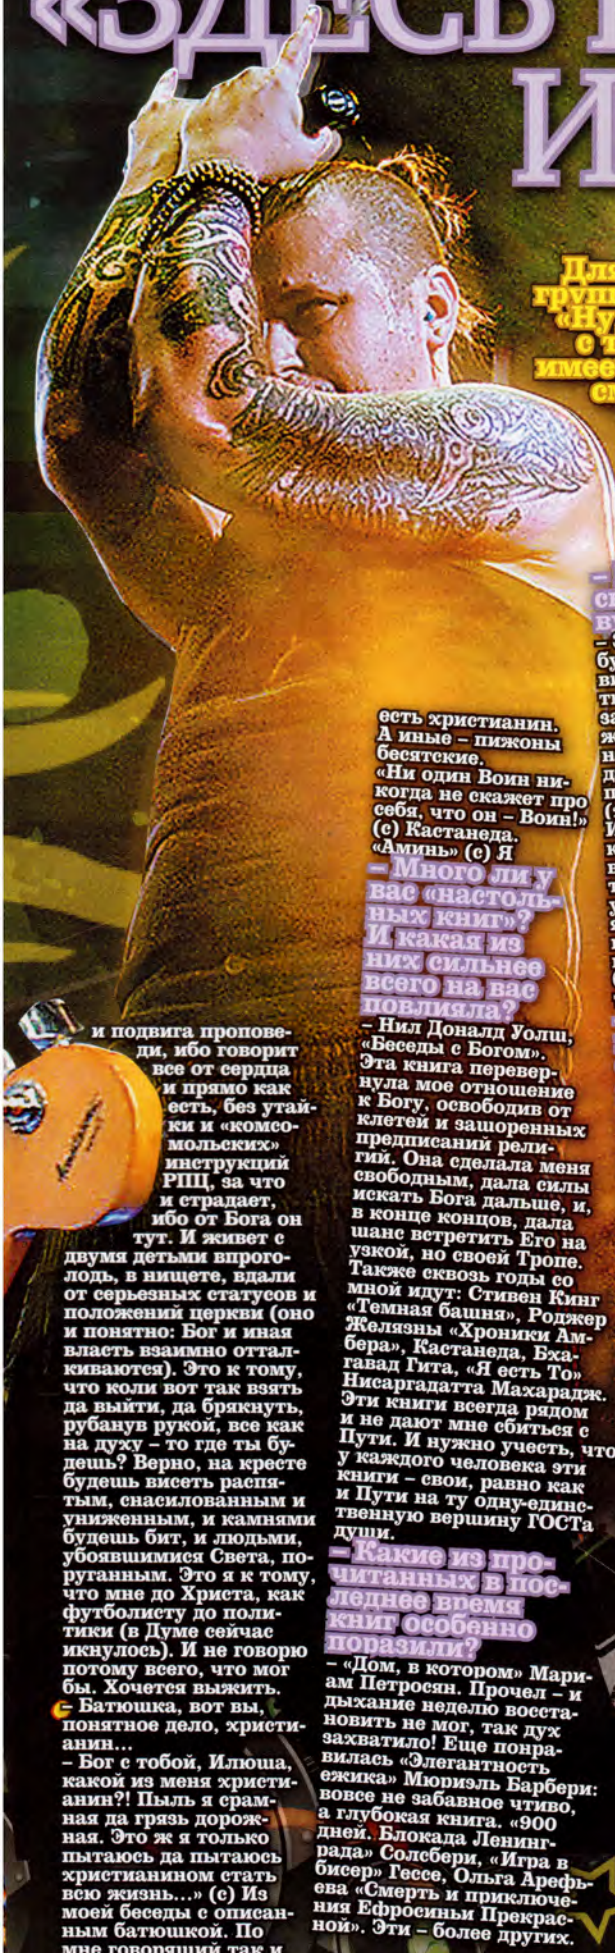 «ЗДЕСЬ
И
Для
групп
«Ну
с т
имее
и подвига пропове-
ди, ибо говорит
все от сердца
и прямо как
есть, без утай-
ки и «комсо-
мольских»
инструкций
РПЦ, за что
и страдает,
ибо от Бога он
тут. И живет с
двумя детьми впрого-
лодь, в нищете, вдали
от серьезных статусов и
положений церкви (оно
и понятно: Бог и иная
власть взаимно оттал-
киваются). Это к тому,
что коли вот так взять
да выйти, да брякнуть,
рубанув рукой, все как
на духу – то где ты бу-
дешь? Верно, на кресте
будешь висеть распя-
тым, снасилованным и
униженным, и камнями
будешь бит, и людьми,
убоявшимися Света, по-
руганным. Это я к тому,
что мне до Христа, как
футболисту до поли-
тики (в Думе сейчас
икнулось). И не говорю
потому всего, что мог
бы. Хочется выжить.
– Батюшка, вот вы,
понятное дело, христи-
анин...
– Бог с тобой, Илюша,
какой из меня христи-
анин?! Пыль я срам-
ная да грязь дорож-
ная. Это ж я только
пытаюсь да пытаюсь
христианином стать
всю жизнь...» (с) Из
моей беседы с описан-
ным батюшкой. По
мне говорящий так и
есть христианин.
А иные – пижоны
бесятские.
«Ни один Воин ни-
когда не скажет про
себя, что он – Воин!»
(с) Кастанеда.
«Аминь» (с) Я
– Много ли у
вас «настоль-
ных книг»?
И какая из
них сильнее
всего на вас
повлияла?
– Нил Доналд Уолш,
«Беседы с Богом».
Эта книга перевер-
нула мое отношение
к Богу, освободив от
клетей и зашоренных
предписаний рели-
гий. Она сделала меня
свободным, дала силы
искать Бога дальше, и,
в конце концов, дала
шанс встретить Его на
узкой, но своей Тропе.
Также сквозь годы со
мной идут: Стивен Кинг
«Темная башня», Роджер
Желязны «Хроники Ам-
бера», Кастанеда, Бха-
гавад Гита, «Я есть То»
Нисаргадатта Махарадж.
Эти книги всегда рядом
и не дают мне сбиться с
Пути. И нужно учесть, что
у каждого человека эти
книги – свои, равно как
и Пути на ту одну-единс-
твенную вершину ГОСТа
души.
– Какие из про-
читанных в пос-
леднее время
книг особенно
поразили?
– «Дом, в котором» Мари-
ам Петросян. Прочел – и
дыхание неделю восста-
новить не мог, так дух
захватило! Еще понра-
вилась «Элегантность
ежика» Мюриэль Барбери:
вовсе не забавное чтиво,
а глубокая книга. «900
дней. Блокада Ленинг-
рада» Солсбери, «Игра в
бисер» Гессе, Ольга Арефь-
ева «Смерть и приключе-
ния Ефросиньи Прекрас-
ной». Эти – более других.